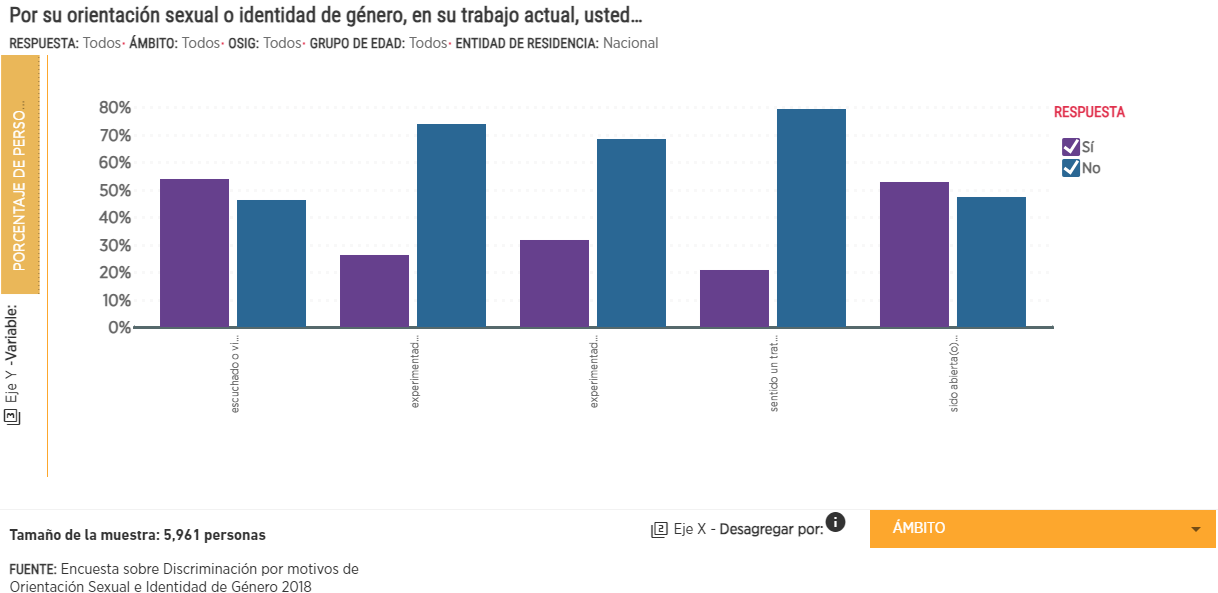 Por su orientación sexual o identidad de género, en su trabajo actual, usted...
RESPUESTA: Todos· ÁMBITO: Todos· OSIG: Todos· GRUPO DE EDAD: Todos· ENTIDAD DE RESIDENCIA: Nacional
PORCENTAJE DE PERSO...
3 Eje Y -Variable:
80%
70%
60%
50%
40%
30%
20%
10%
0%
escuchado o vi...
experimentad...
experimentad...
sentido un trat...
sido abierta(o)...
RESPUESTA
Sí
No
Tamaño de la muestra: 5,961 personas
2 Eje X - Desagregar por: i
ÁMBITO
FUENTE: Encuesta sobre Discriminación por motivos de
Orientación Sexual e Identidad de Género 2018